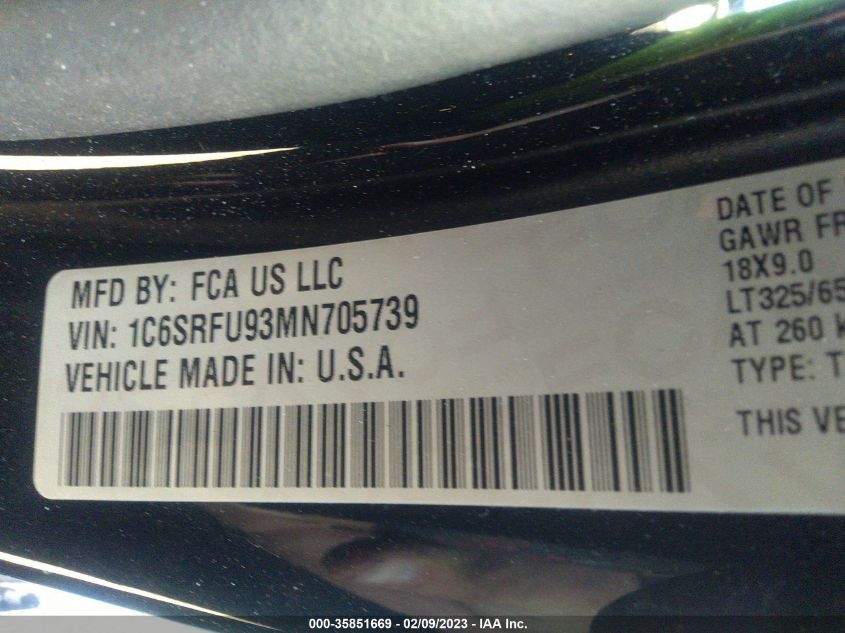 MFD BY: FCA US LLC
VIN: 1C6SRFU93MN705739
VEHICLE MADE IN: U.S.A.
DATE OF
GAWR FR
18X9.0
LT325/65
AT 260 k
TYPE: T
THIS VE
000-35851669 - 02/09/2023 - IAA Inc.